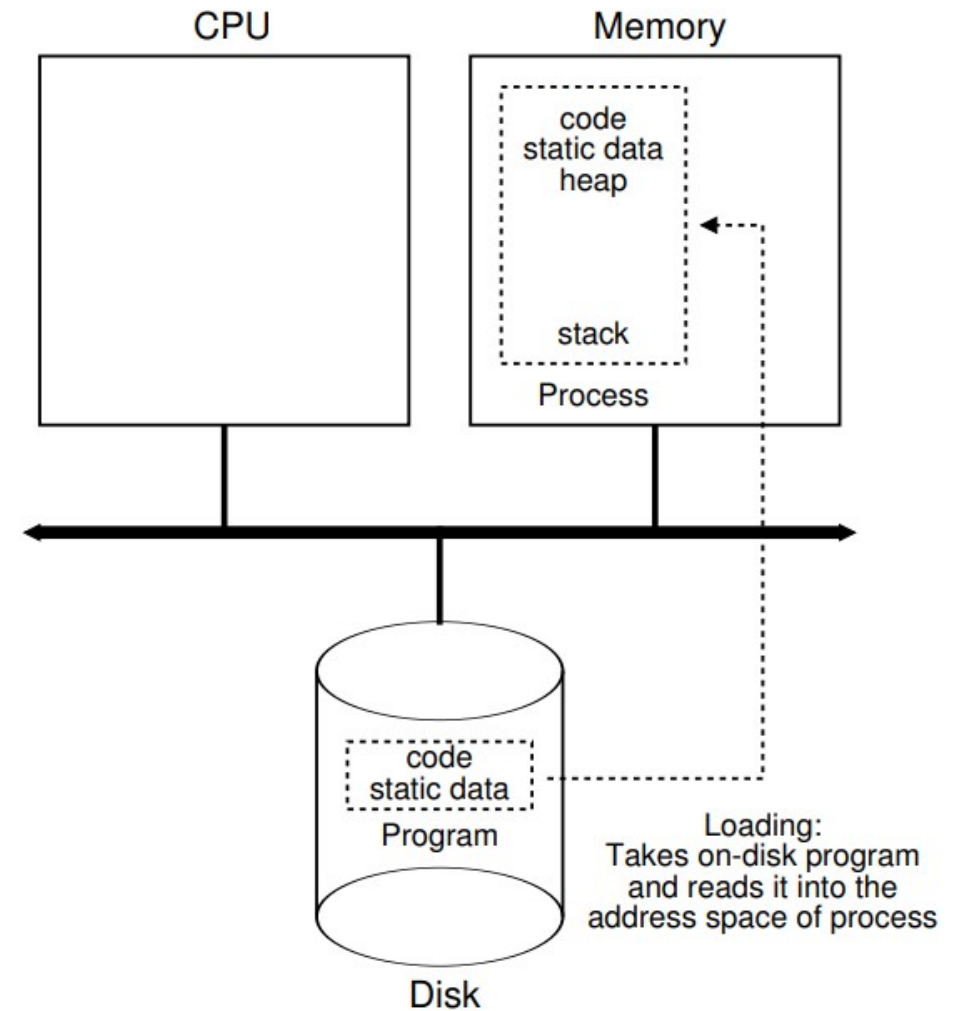 CPU
Memory
code
static data
heap
stack
Process
code
static data
Program
Loading:
Takes on-disk program
and reads it into the
address space of process
Disk